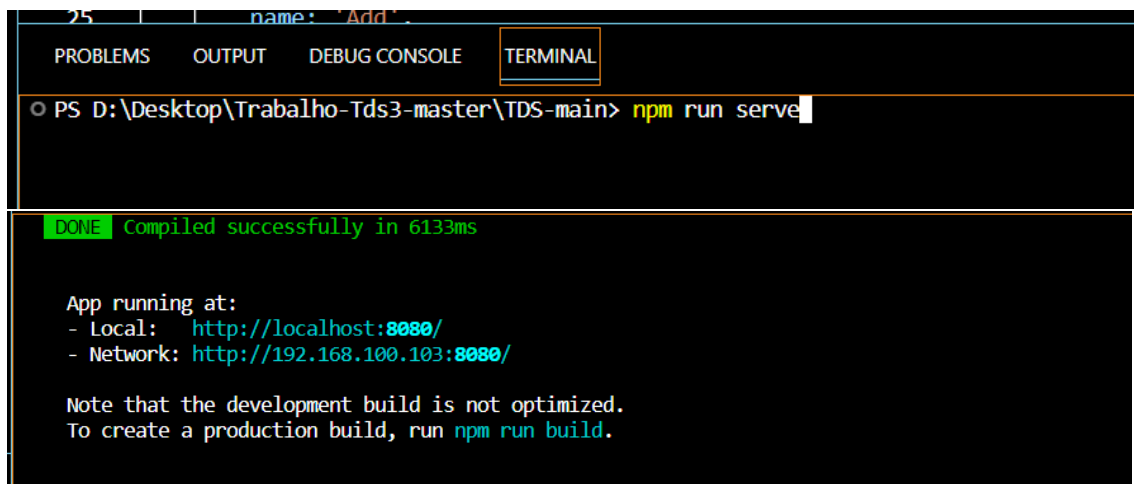 25 name: 'Add',
PROBLEMS OUTPUT DEBUG CONSOLE TERMINAL
PS D:\Desktop\Trabalho-Tds3-master\TDS-main> npm run serve
DONE Compiled successfully in 6133ms
App running at:
- Local: http://localhost:8080/
- Network: http://192.168.100.103:8080/
Note that the development build is not optimized.
To create a production build, run npm run build.